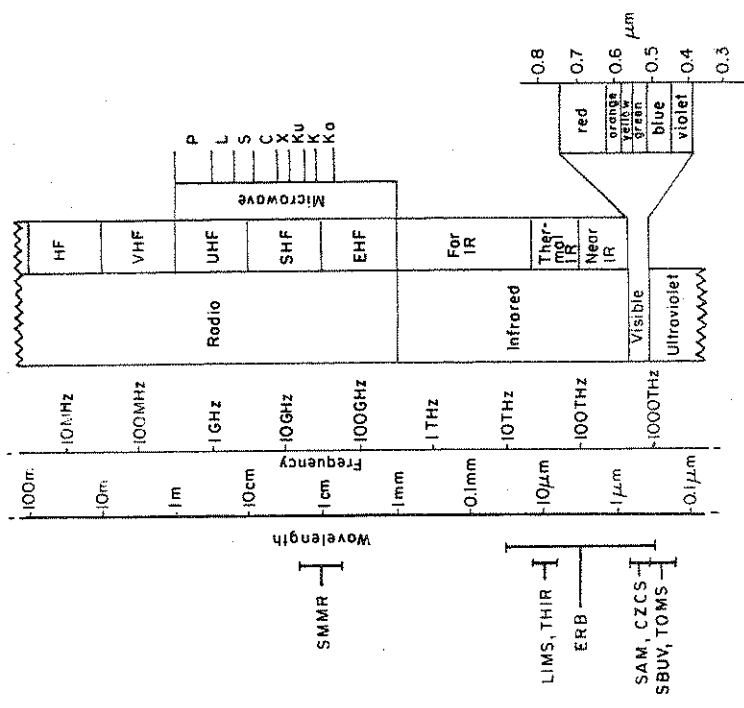 0.8
0.7
0.6
0.5
0.4
0.3
μm
red
orange
yellow
green
blue
violet
P
L
S
C
X
Ku
K
Ka
Microwave
HF
VHF
UHF
SHF
EHF
Far
IR
Ther-
mal
IR
Near
IR
Radio
Infrared
Visible
Ultraviolet
10MHz
100MHz
1GHz
10GHz
100GHz
1THz
10THz
100THz
1000THz
Frequency
100m
10m
1m
10cm
1cm
1mm
0.1mm
10μm
1μm
0.1μm
Wavelength
SMMR
LIMS, THIR
ERB
SAM, CZCS
SBUV, TOMS